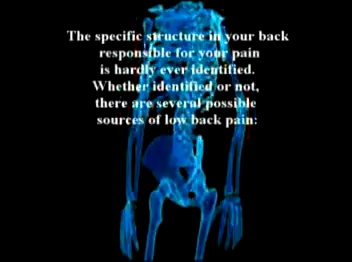 The specific structure in your back
responsible for your pain
is hardly ever identified.
Whether identified or not,
there are several possible
sources of low back pain: